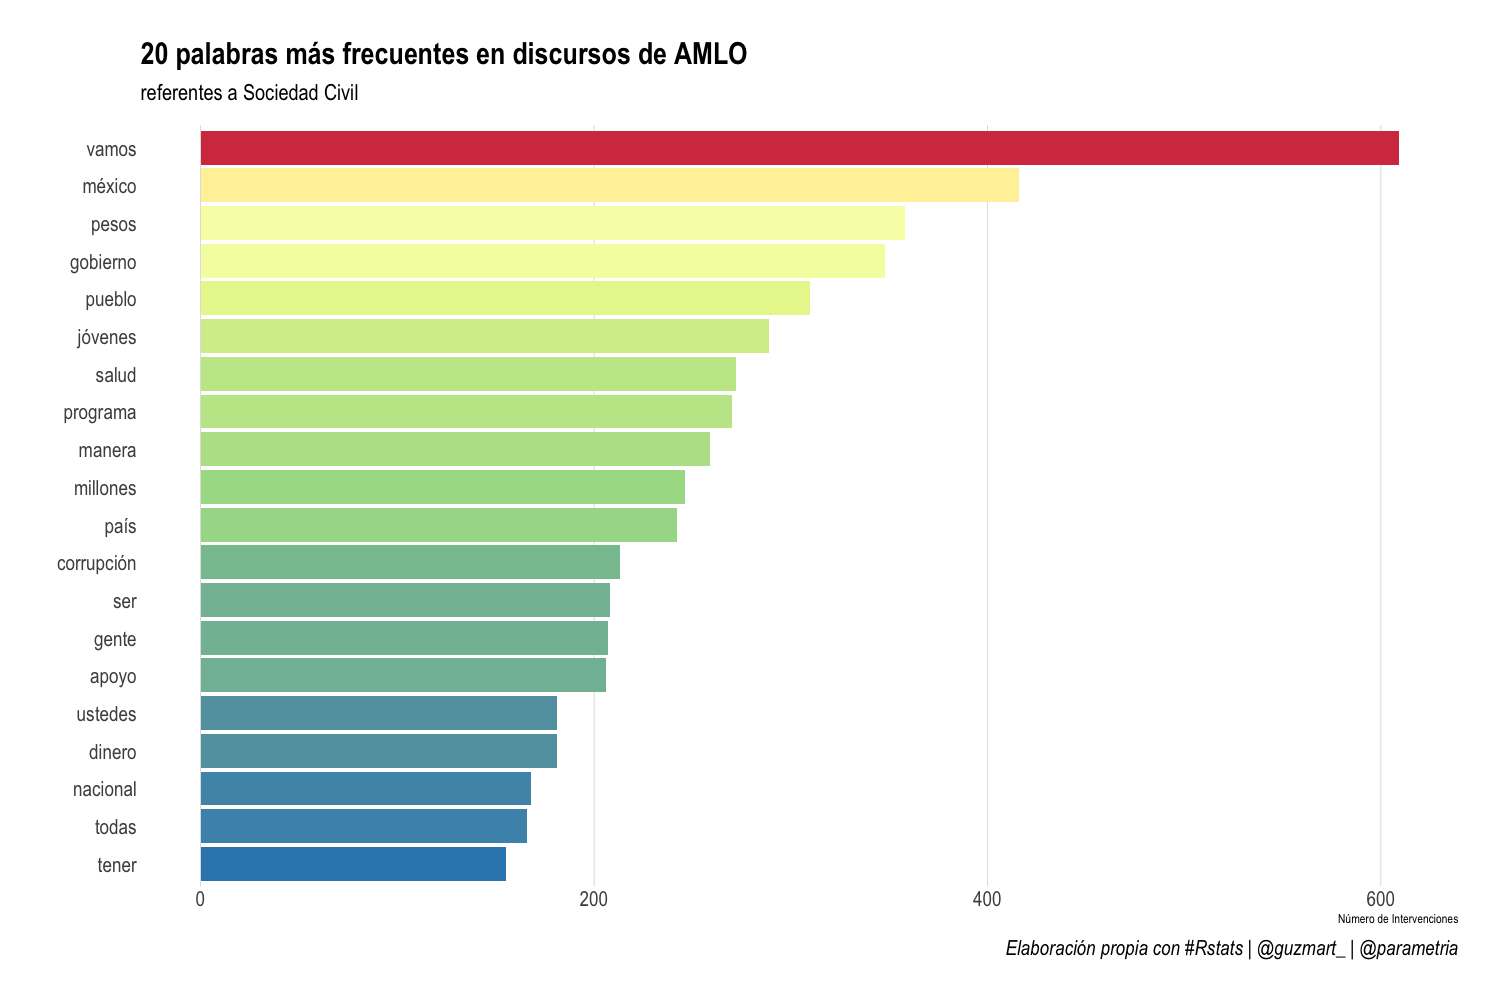 20 palabras más frecuentes en discursos de AMLO
referentes a Sociedad Civil
vamos
méxico
pesos
gobierno
pueblo
jóvenes
salud
programa
manera
millones
país
corrupción
ser
gente
apoyo
ustedes
dinero
nacional
todas
tener
0 200 400 600
Número de Intervenciones
Elaboración propia con #Rstats | @guzmart_ | @parametria